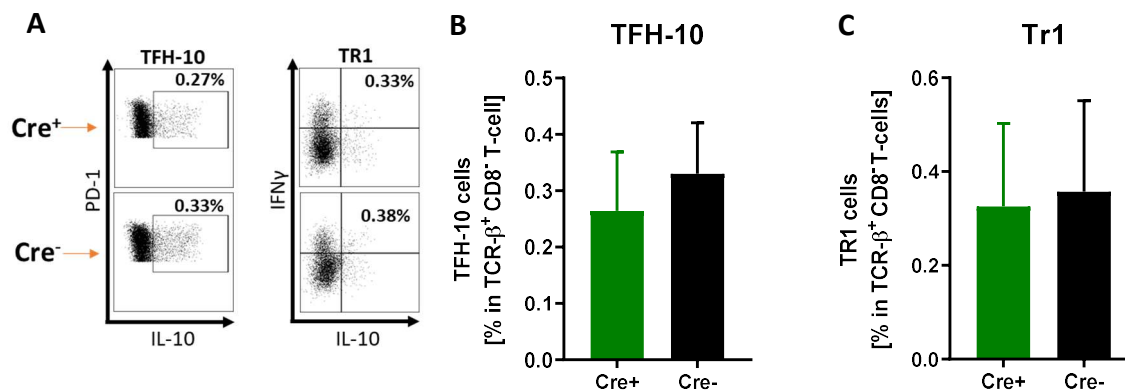 A
TFH-10
TR1
0.27%
0.33%
Cre⁺
Cre⁻
0.33%
0.38%
PD-1
IFNγ
IL-10
IL-10
B
TFH-10
TFH-10 cells
[% in TCR-β⁺ CD8⁻ T-cell]
0.5
0.4
0.3
0.2
0.1
0.0
Cre+
Cre-
C
Tr1
TR1 cells
[% in TCR-β⁺ CD8⁻ T-cells]
0.6
0.4
0.2
0.0
Cre+
Cre-